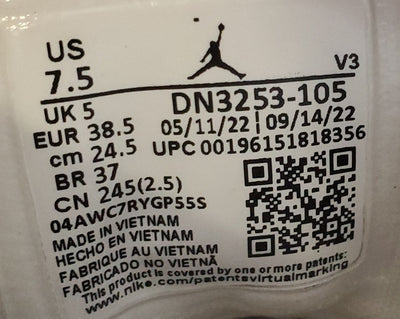 US
7.5
V3
UK 5
DN3253-105
EUR 38.5
05/11/22 | 09/14/22
cm 24.5
UPC 00196151818356
BR 37
CN 245(2.5)
04AWC7RYGP55S
MADE IN VIETNAM
HECHO EN VIETNAM
FABRIQUE AU VIETNAM
FABRICADO NO VIETNÃ
This product is covered by one or more patents:
www.nike.com/patentsvirtualmarking